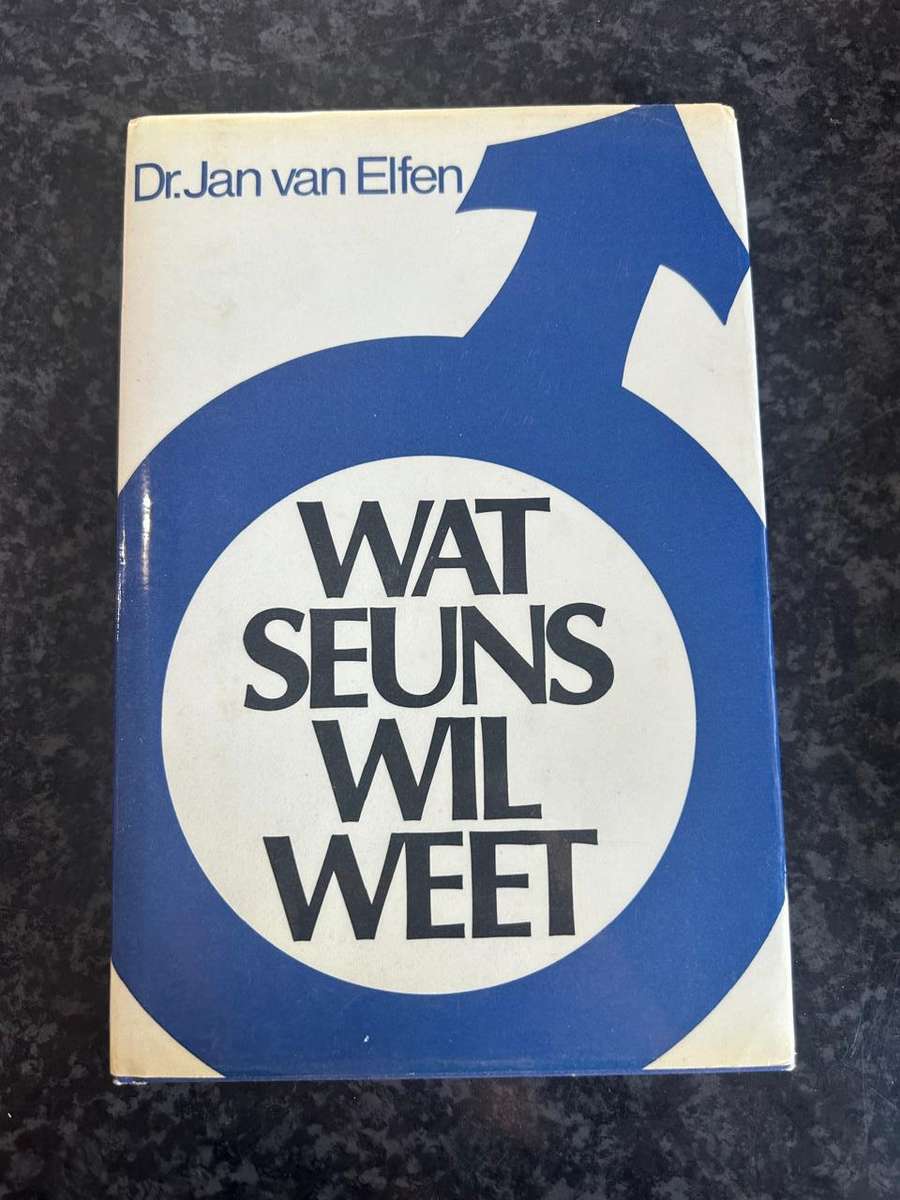 Dr. Jan van Elfen
WAT
SEUNS
WIL
WEET